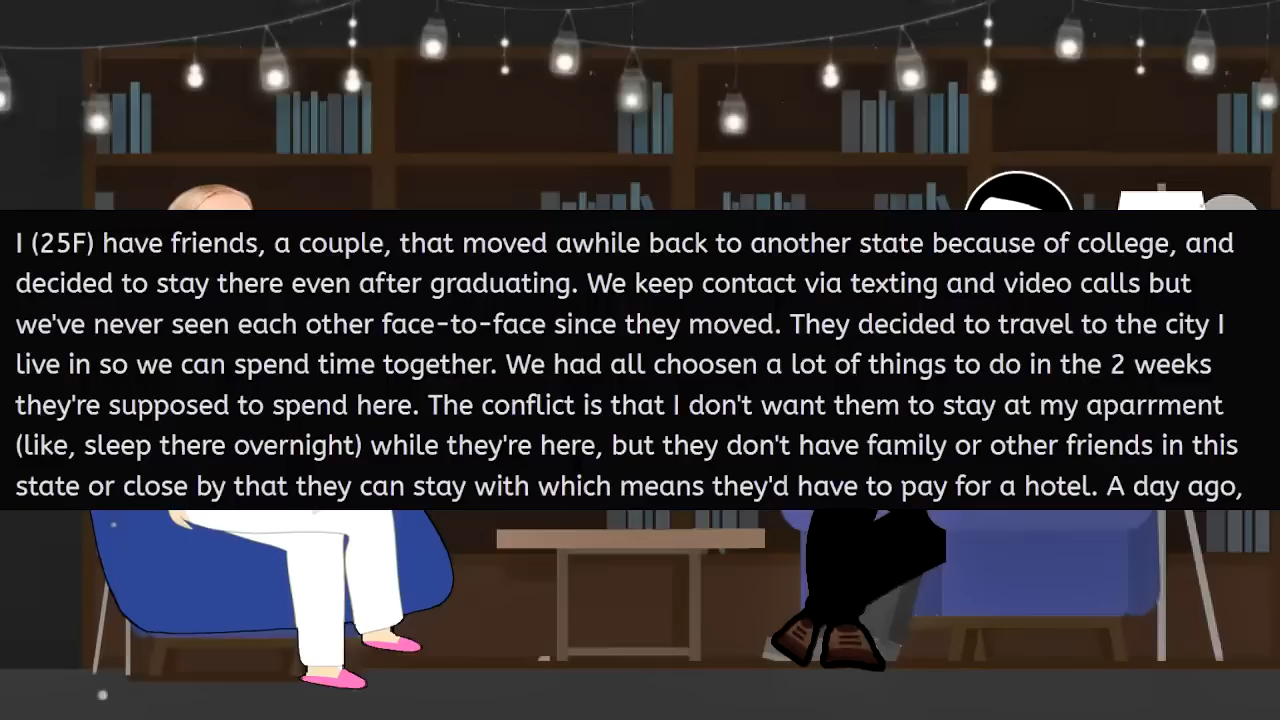 I (25F) have friends, a couple, that moved awhile back to another state because of college, and
decided to stay there even after graduating. We keep contact via texting and video calls but
we've never seen each other face-to-face since they moved. They decided to travel to the city I
live in so we can spend time together. We had all choosen a lot of things to do in the 2 weeks
they're supposed to spend here. The conflict is that I don't want them to stay at my aparrment
(like, sleep there overnight) while they're here, but they don't have family or other friends in this
state or close by that they can stay with which means they'd have to pay for a hotel. A day ago,